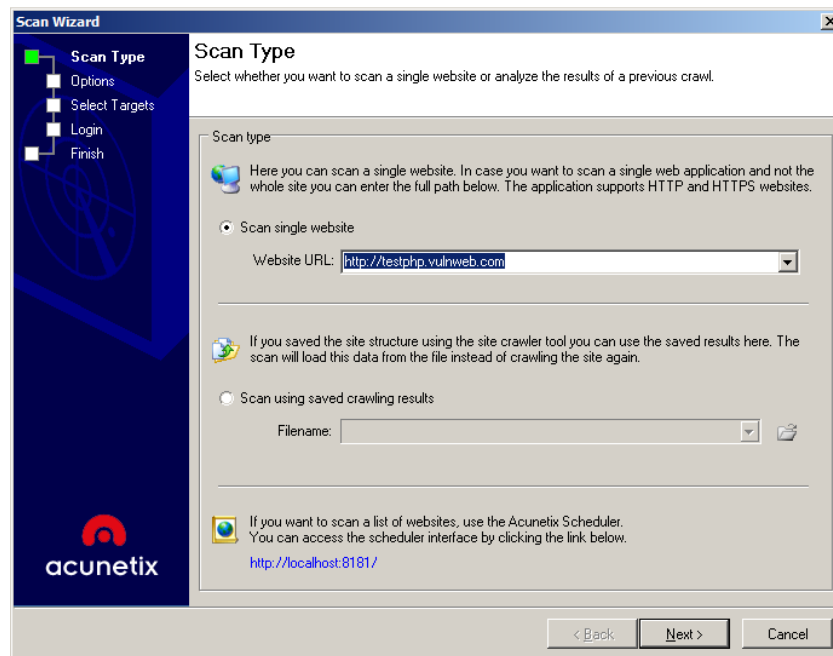 Scan Wizard
Scan Type
Options
Select Targets
Login
Finish
acunetix
Scan Type
Select whether you want to scan a single website or analyze the results of a previous crawl.
Scan type
Here you can scan a single website. In case you want to scan a single web application and not the
whole site you can enter the full path below. The application supports HTTP and HTTPS websites.
Scan single website
Website URL: http://testphp.vulnweb.com
If you saved the site structure using the site crawler tool you can use the saved results here. The
scan will load this data from the file instead of crawling the site again.
Scan using saved crawling results
Filename:
If you want to scan a list of websites, use the Acunetix Scheduler.
You can access the scheduler interface by clicking the link below.
http://localhost:8181/
< Back
Next >
Cancel